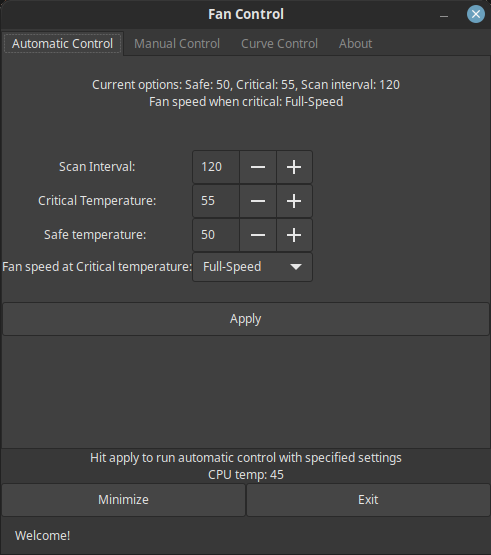 Fan Control
Automatic Control Manual Control Curve Control About
Current options: Safe: 50, Critical: 55, Scan interval: 120
Fan speed when critical: Full-Speed
Scan Interval: 120
Critical Temperature: 55
Safe temperature: 50
Fan speed at Critical temperature: Full-Speed
Apply
Hit apply to run automatic control with specified settings
CPU temp: 45
Minimize Exit
Welcome!